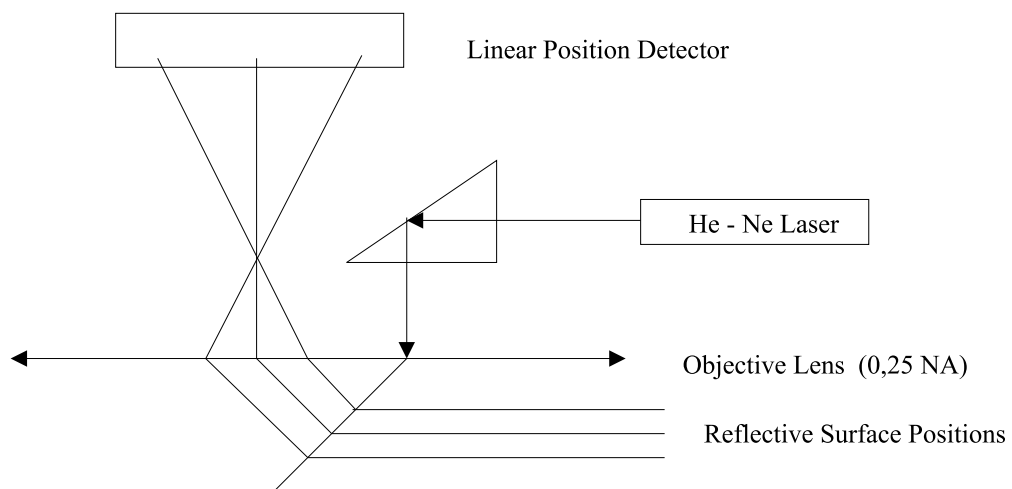 Linear Position Detector
He - Ne Laser
Objective Lens (0,25 NA)
Reflective Surface Positions